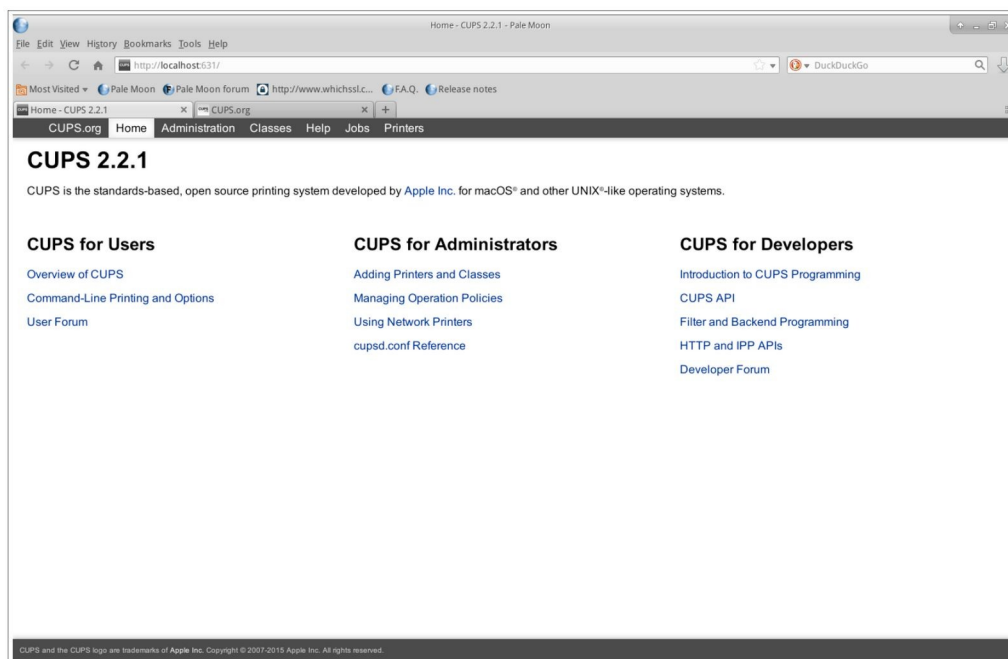 Home - CUPS 2.2.1 - Pale Moon
File Edit View History Bookmarks Tools Help
http://localhost:631/ DuckDuckGo
Most Visited Pale Moon Pale Moon forum http://www.whichssl.c... F.A.Q. Release notes
Home - CUPS 2.2.1 CUPS.org
CUPS.org Home Administration Classes Help Jobs Printers
CUPS 2.2.1
CUPS is the standards-based, open source printing system developed by Apple Inc. for macOS® and other UNIX®-like operating systems.
CUPS for Users
Overview of CUPS
Command-Line Printing and Options
User Forum
CUPS for Administrators
Adding Printers and Classes
Managing Operation Policies
Using Network Printers
cupsd.conf Reference
CUPS for Developers
Introduction to CUPS Programming
CUPS API
Filter and Backend Programming
HTTP and IPP APIs
Developer Forum
CUPS and the CUPS logo are trademarks of Apple Inc. Copyright © 2007-2015 Apple Inc. All rights reserved.